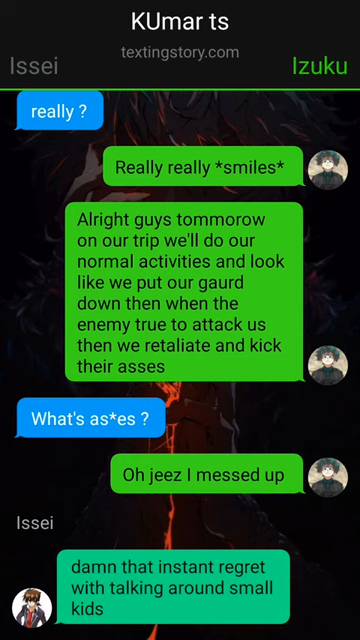 KUmar ts
textingstory.com
Issei
Izuku
really ?
Really really *smiles*
Alright guys tommorow
on our trip we'll do our
normal activities and look
like we put our gaurd
down then when the
enemy true to attack us
then we retaliate and kick
their asses
What's as*es ?
Oh jeez I messed up
Issei
damn that instant regret
with talking around small
kids